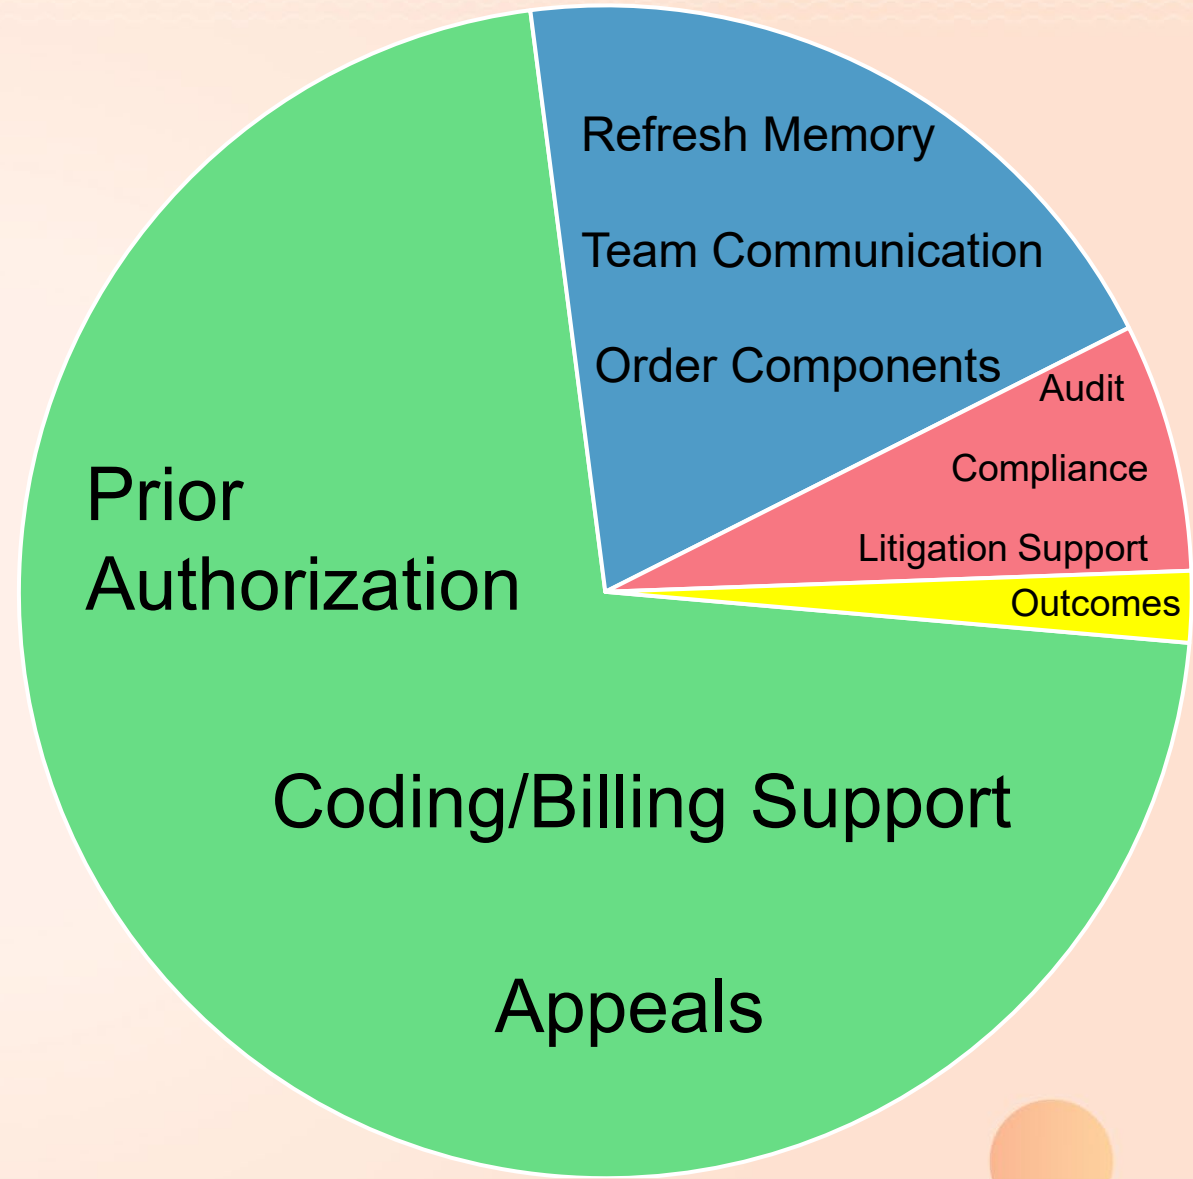 Refresh Memory
Team Communication
Order Components
Audit
Compliance
Litigation Support
Outcomes
Prior
Authorization
Coding/Billing Support
Appeals